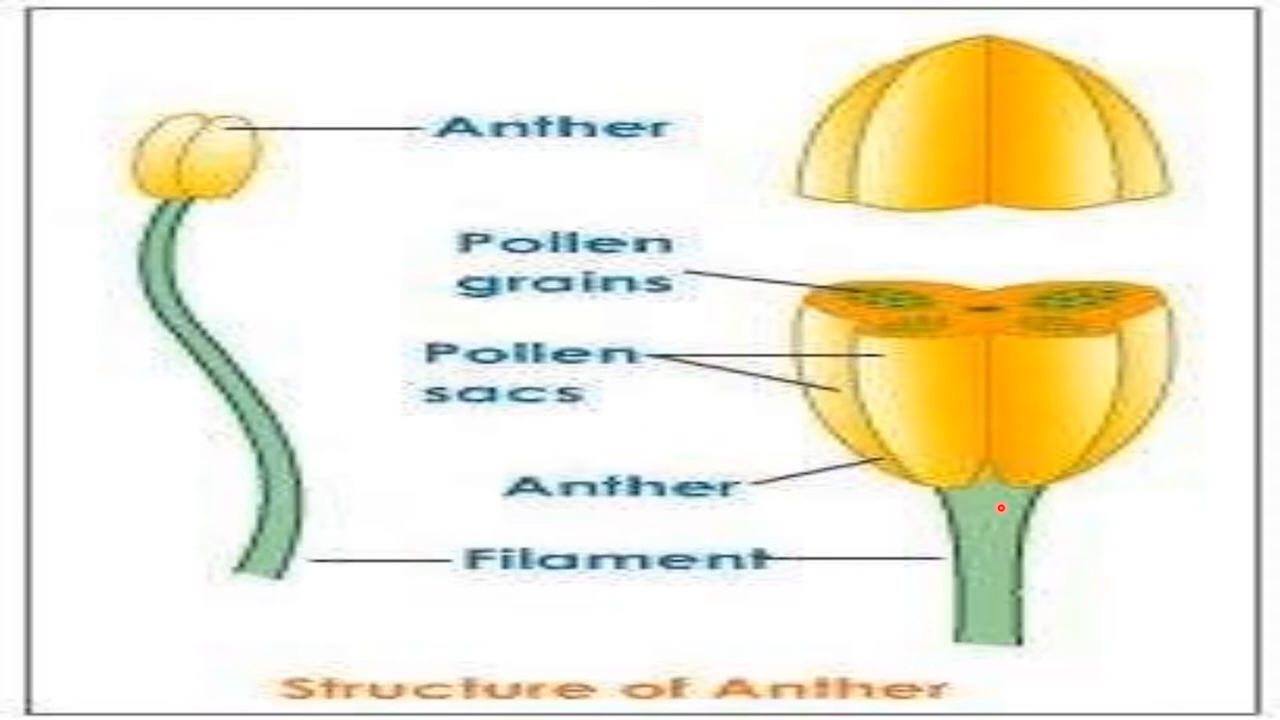 Anther
Pollen
grains
Pollen
sacs
Anther
Filament
Structure of Anther